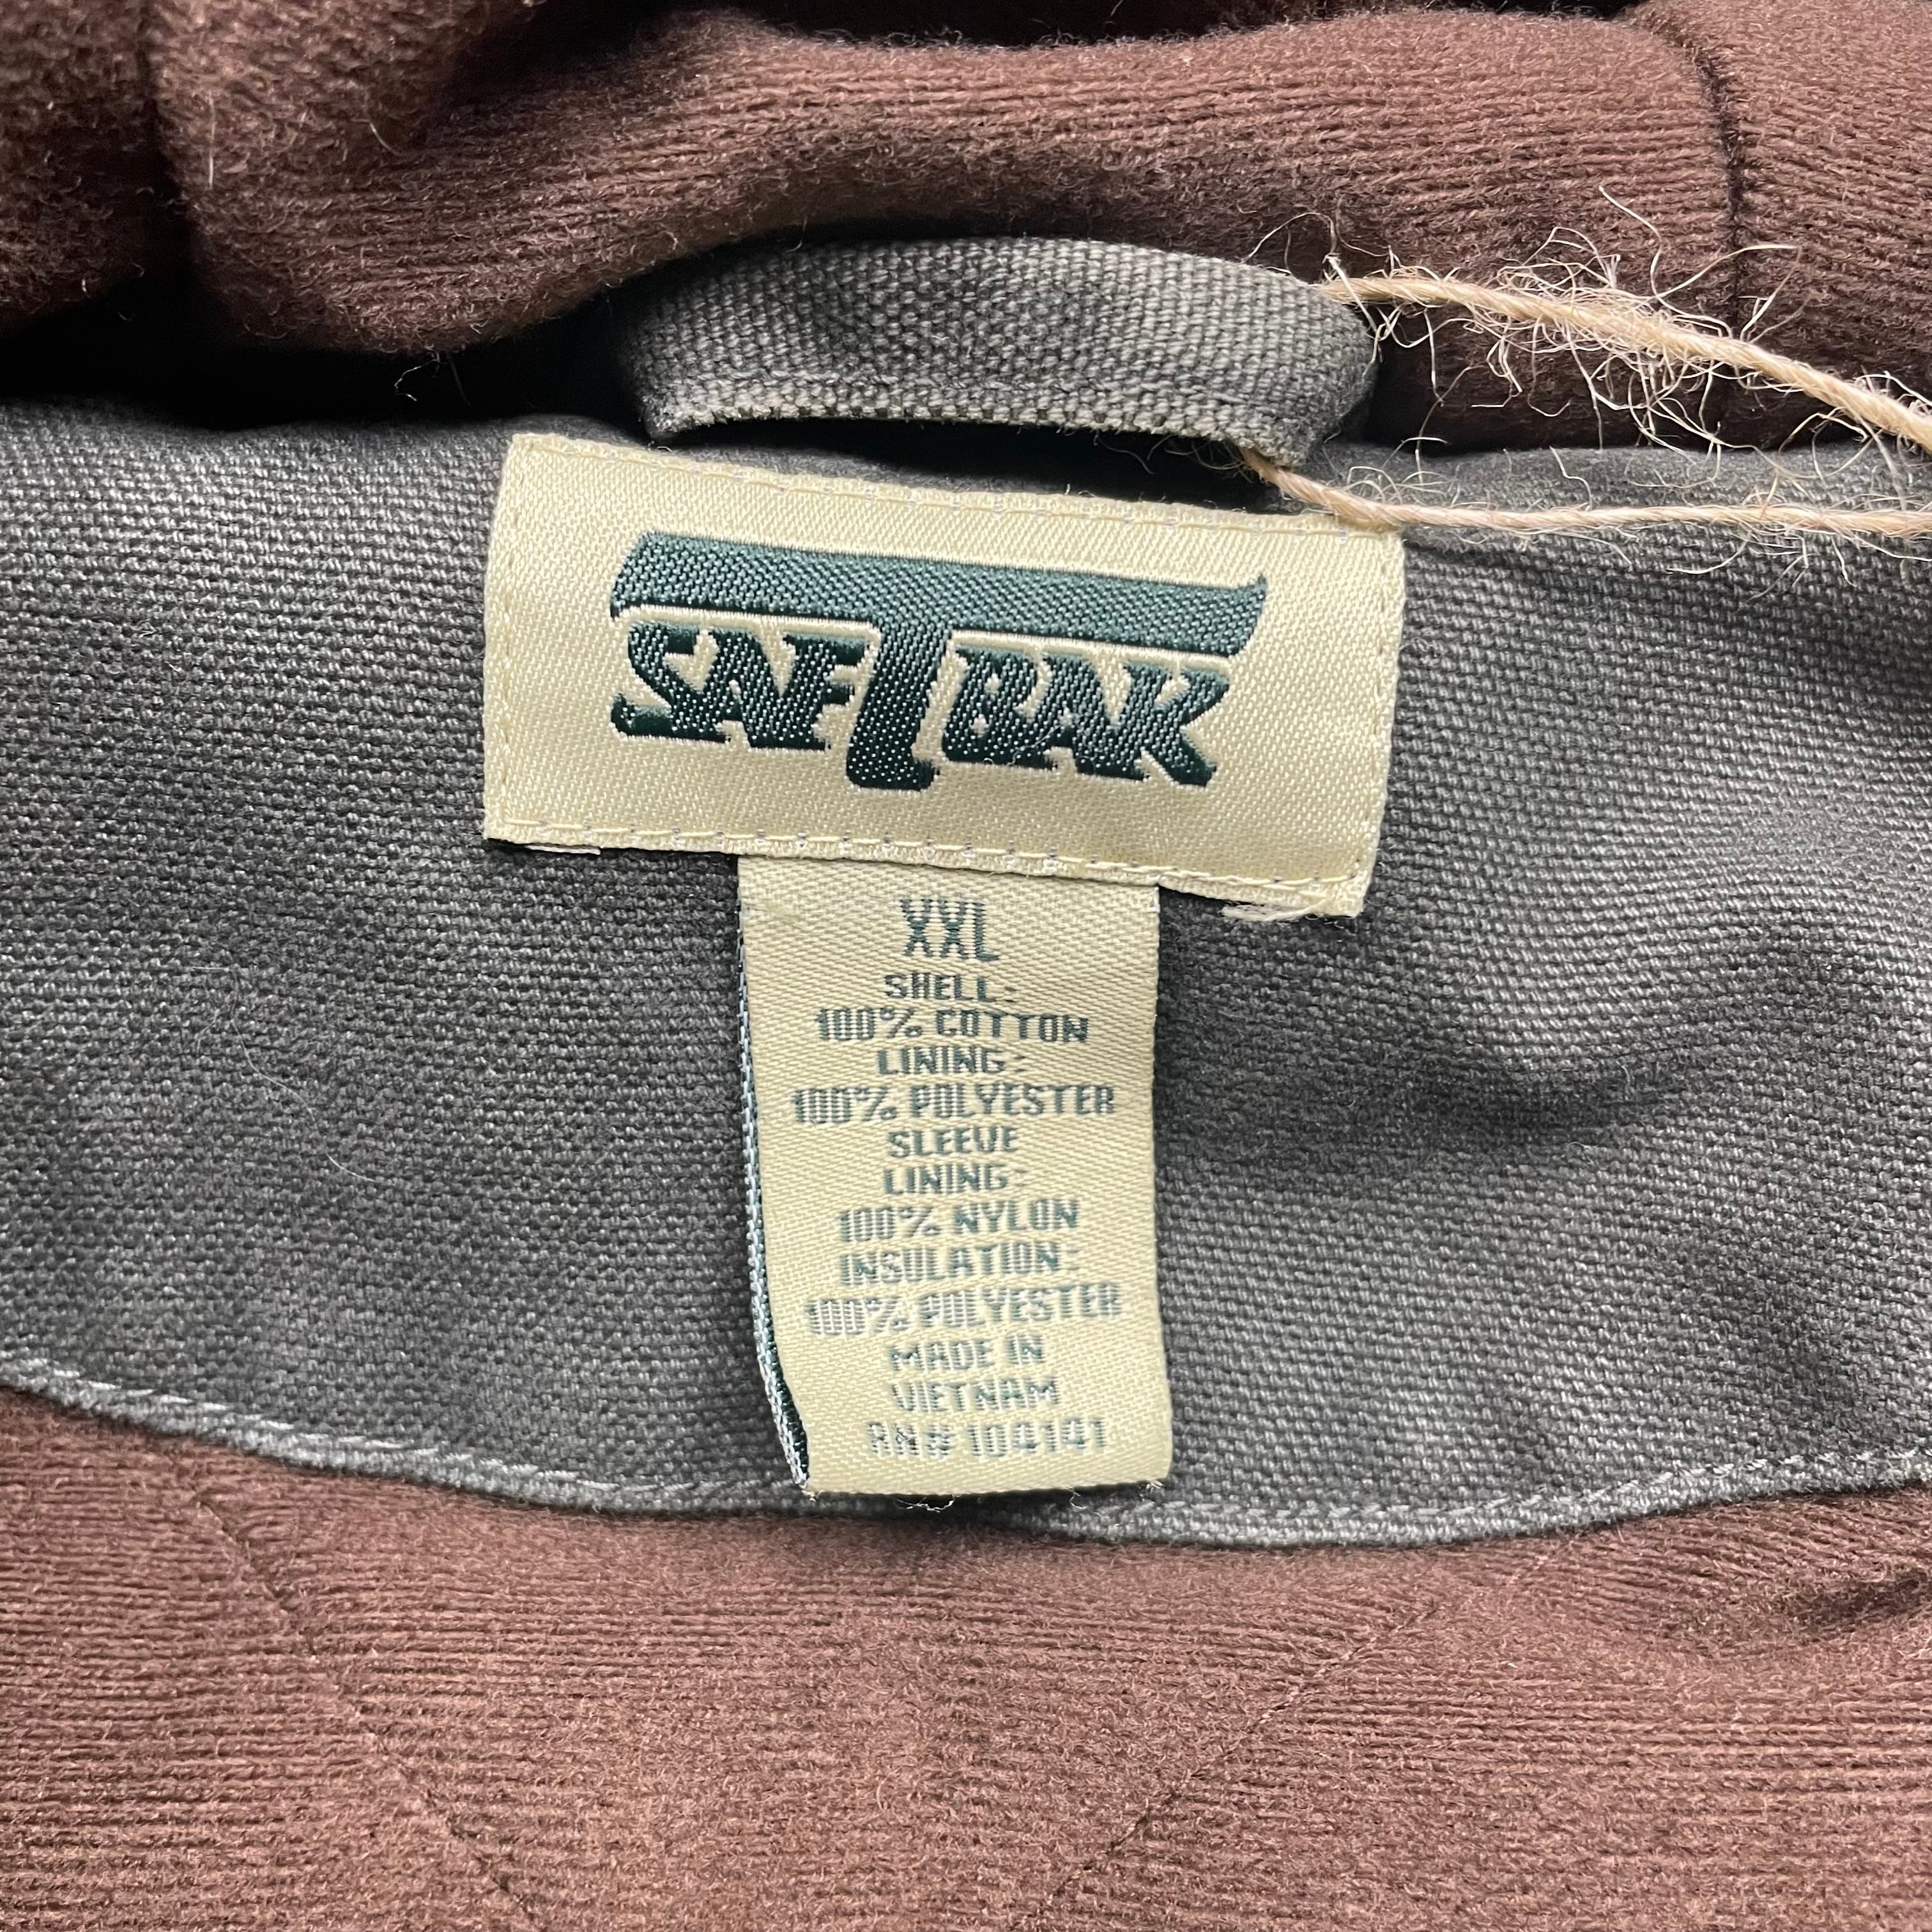 SAFTBAK
XXL
SHELL:
100% COTTON
LINING:
100% POLYESTER
SLEEVE
LINING:
100% NYLON
INSULATION:
100% POLYESTER
MADE IN
VIETNAM
RN# 104141